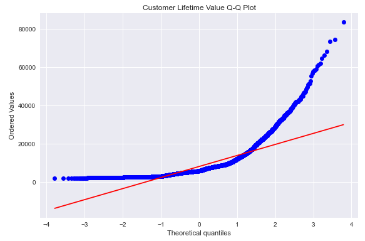 Customer Lifetime Value Q-Q Plot
Ordered Values
80000
60000
40000
20000
0
−4 −3 −2 −1 0 1 2 3 4
Theoretical quantiles